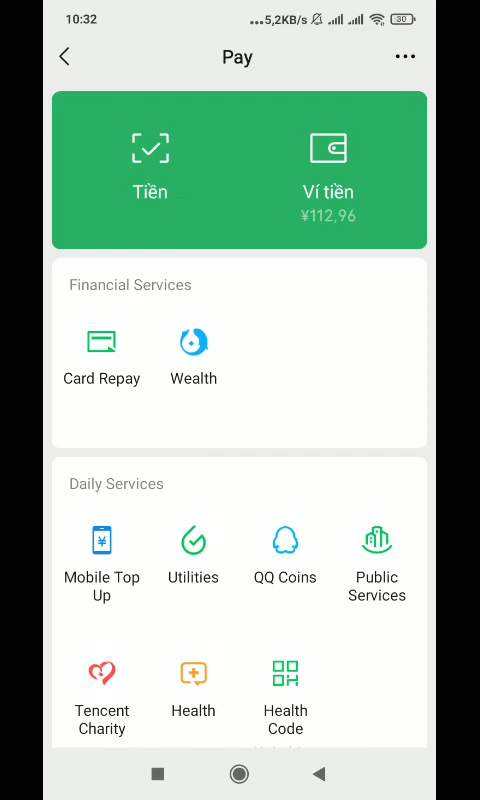 10:32
...5,2KB/s
30
Pay
Tiền
Ví tiền
¥112,96
Financial Services
Card Repay
Wealth
Daily Services
Mobile Top
Up
Utilities
QQ Coins
Public
Services
Tencent
Charity
Health
Health
Code